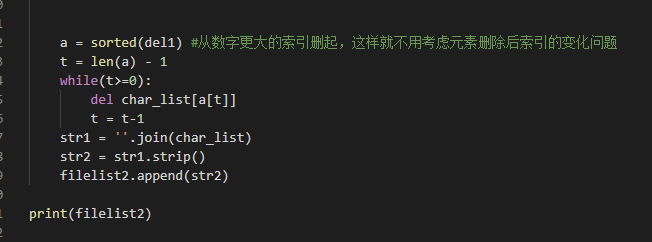 a = sorted(del1) #从数字更大的索引删起，这样就不用考虑元素删除后索引的变化问题
t = len(a) - 1
while(t>=0):
del char_list[a[t]]
t = t-1
str1 = ''.join(char_list)
str2 = str1.strip()
filelist2.append(str2)
print(filelist2)